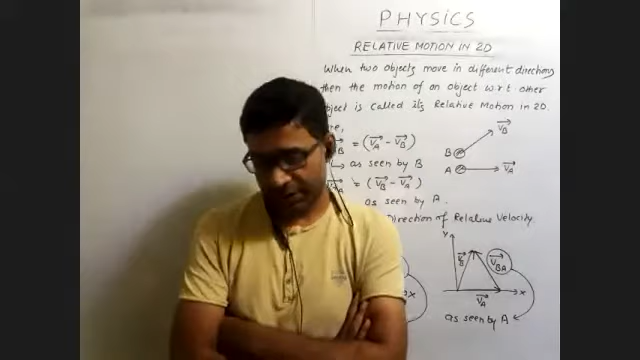 PHYSICS
RELATIVE MOTION IN 2D
When two objects move in different directions
then the motion of an object w.r.t. other
object is called its Relative Motion in 2D.
= (V⃗A - V⃗B)
↳ as seen by B
= (V⃗B - V⃗A)
as seen by A.
B V⃗B
A V⃗A
Direction of Relative Velocity
Y
V⃗B V⃗BA
V⃗A X
X
as seen by A